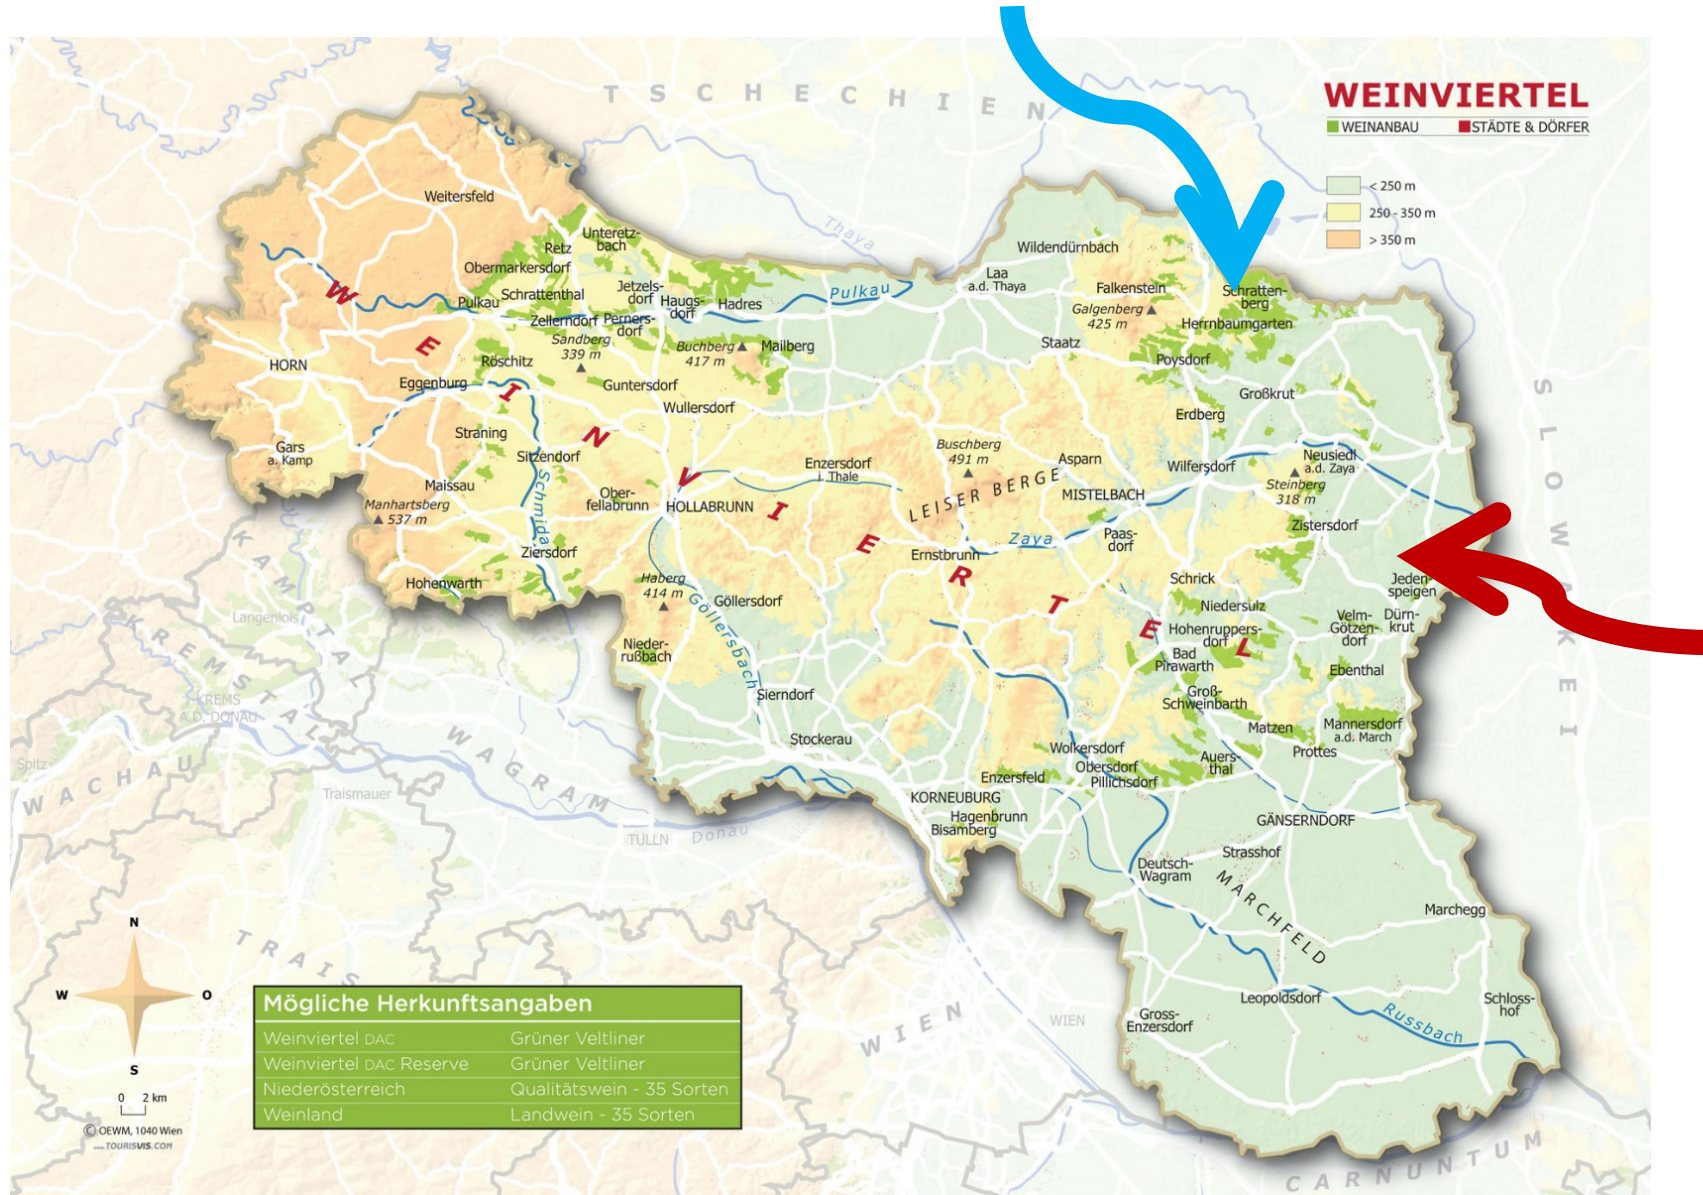 WEINVIERTEL
WEINANBAU
STÄDTE & DÖRFER
< 250 m
250 - 350 m
> 350 m
TSCHECHIEN
SLOWAKEI
WEINVIERTEL
Weitersfeld
Unteretz-
bach
Retz
Obermarkersdorf
Schrattenthal
Pulkau
Jetzels-
dorf
Haugs-
dorf
Hadres
Pulkau
Thaya
Zellerndorf
Perners-
dorf
Sandberg
339 m
Buchberg
417 m
Mailberg
Wildendürnbach
Laa
a.d. Thaya
Falkenstein
Galgenberg
425 m
Schratten-
berg
Herrnbaumgarten
Staatz
Poysdorf
HORN
Röschitz
Eggenburg
Guntersdorf
Wullersdorf
Großkrut
Erdberg
Gars
a. Kamp
Straning
Sitzendorf
Maissau
Manhartsberg
537 m
Schmida
Ober-
fellabrunn
HOLLABRUNN
Enzersdorf
i. Thale
Buschberg
491 m
LEISER BERGE
Asparn
MISTELBACH
Wilfersdorf
Neusiedl
a.d. Zaya
Steinberg
318 m
Zistersdorf
Ziersdorf
Hohenwarth
Haberg
414 m
Göllersdorf
Göllersbach
Ernstbrunn
Zaya
Paas-
dorf
Schrick
Jeden-
speigen
Niedersulz
Hohenruppers-
dorf
Velm-
Götzen-
dorf
Dürn-
krut
Bad
Pirawarth
Ebenthal
Nieder-
rußbach
Sierndorf
Groß-
Schweinbarth
Matzen
Mannersdorf
a.d. March
Prottes
Stockerau
Wolkersdorf
Obersdorf
Pillichsdorf
Auers-
thal
Enzersfeld
KORNEUBURG
Hagenbrunn
Bisamberg
GÄNSERNDORF
Strasshof
Deutsch-
Wagram
MARCHFELD
Marchegg
Leopoldsdorf
Gross-
Enzersdorf
Russbach
Schloss-
hof
KAMPTAL
Langenlois
KREMSTAL
KREMS
A.D. DONAU
WAGRAM
WACHAU
Spitz
Traismauer
TULLN
Donau
TRAIS
WIEN
WIEN
CARNUNTUM
N
W
O
S
0 2 km
© OEWM, 1040 Wien
....TOURISVIS.COM
Mögliche Herkunftsangaben
Weinviertel DAC Grüner Veltliner
Weinviertel DAC Reserve Grüner Veltliner
Niederösterreich Qualitätswein - 35 Sorten
Weinland Landwein - 35 Sorten